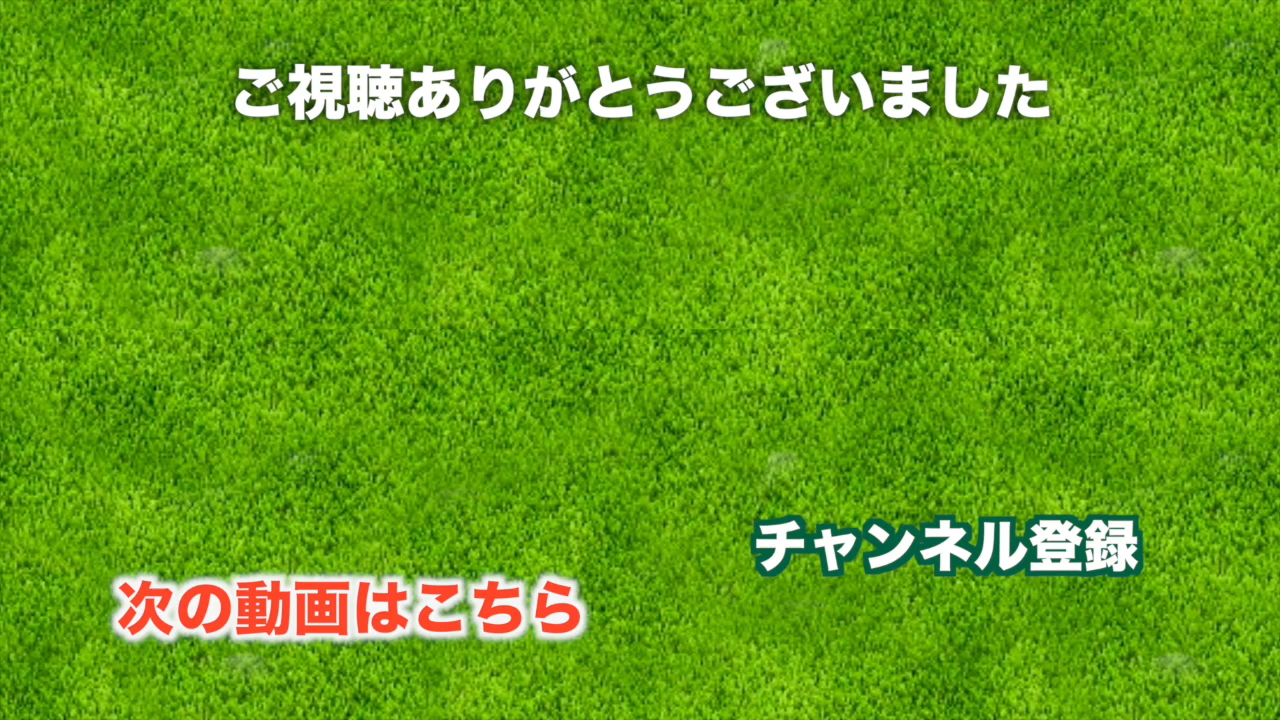 ご視聴ありがとうございました
チャンネル登録
次の動画はこちら